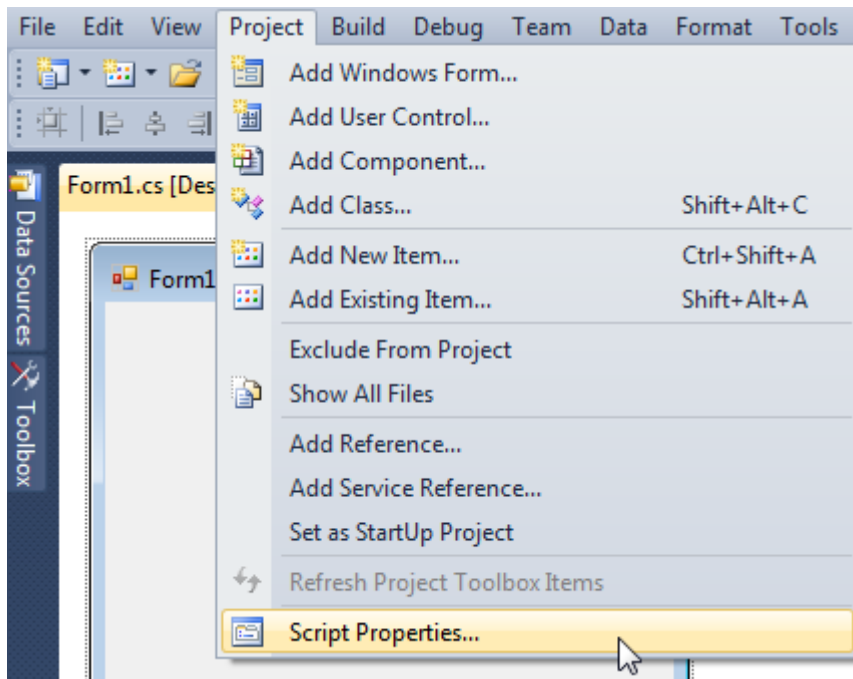 File Edit View Project Build Debug Team Data Format Tools
Add Windows Form...
Add User Control...
Add Component...
Add Class... Shift+Alt+C
Add New Item... Ctrl+Shift+A
Add Existing Item... Shift+Alt+A
Exclude From Project
Show All Files
Add Reference...
Add Service Reference...
Set as StartUp Project
Refresh Project Toolbox Items
Script Properties...
Form1.cs [Des
Form1
Data Sources
Toolbox